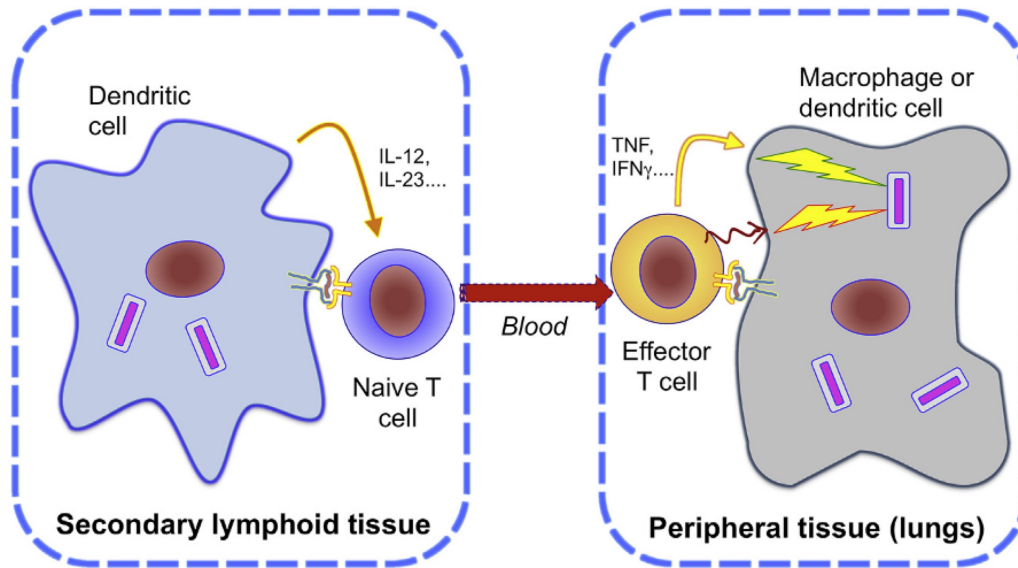 Dendritic
cell
IL-12,
IL-23....
Naive T
cell
Secondary lymphoid tissue
Blood
Macrophage or
dendritic cell
TNF,
IFNγ....
Effector
T cell
Peripheral tissue (lungs)